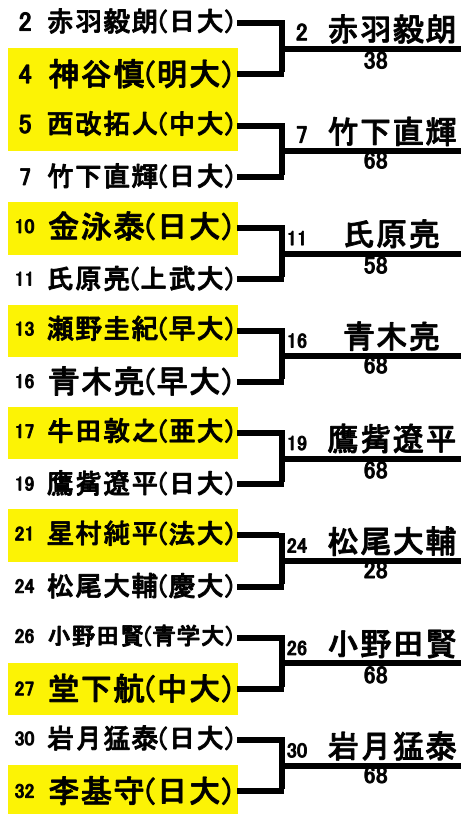 2 赤羽毅朗(日大)
4 神谷慎(明大)
2 赤羽毅朗
38
5 西改拓人(中大)
7 竹下直輝(日大)
7 竹下直輝
68
10 金泳泰(日大)
11 氏原亮(上武大)
11 氏原亮
58
13 瀬野圭紀(早大)
16 青木亮(早大)
16 青木亮
68
17 牛田敦之(亜大)
19 鷹觜遼平(日大)
19 鷹觜遼平
68
21 星村純平(法大)
24 松尾大輔(慶大)
24 松尾大輔
28
26 小野田賢(青学大)
27 堂下航(中大)
26 小野田賢
68
30 岩月猛泰(日大)
32 李基守(日大)
30 岩月猛泰
68